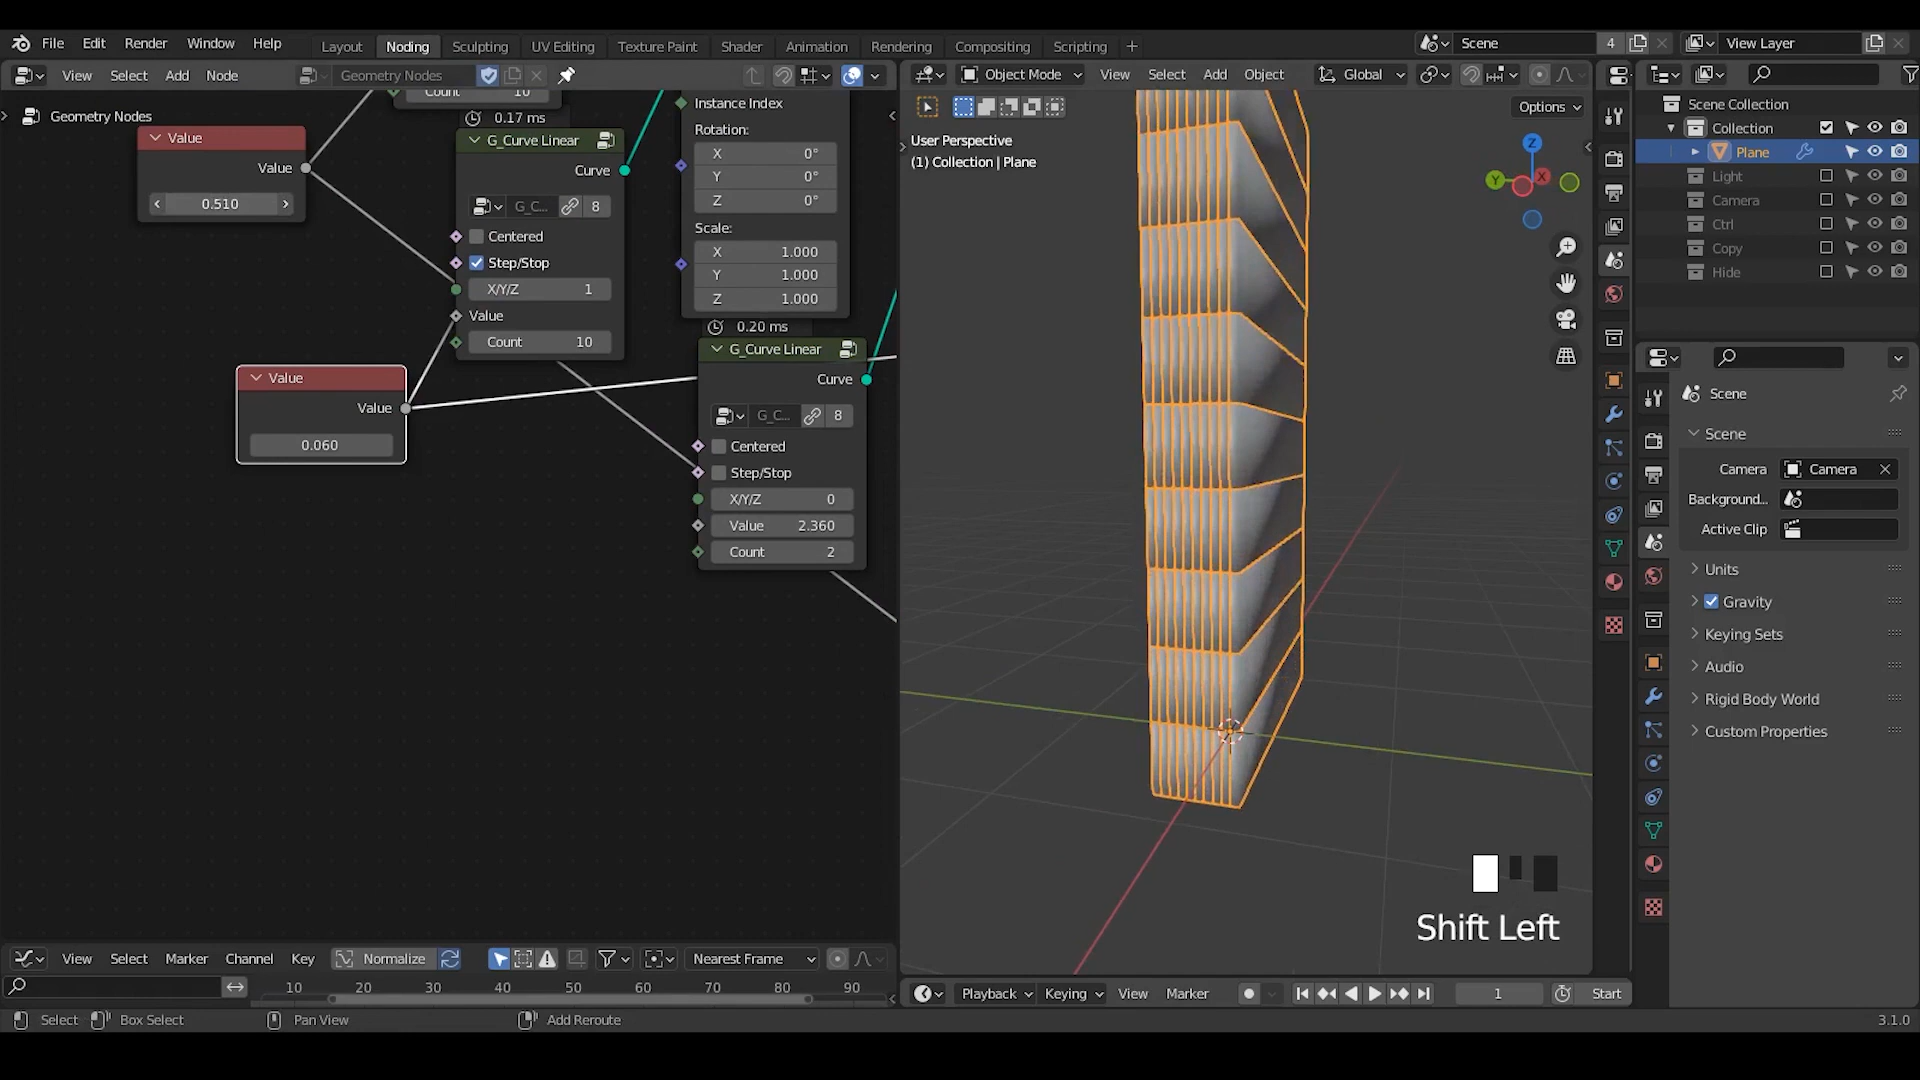 File Edit Render Window Help Layout Noding Sculpting UV Editing Texture Paint Shader Animation Rendering Compositing Scripting + Scene 4 View Layer
View Select Add Node Geometry Nodes Object Mode View Select Add Object Global
Geometry Nodes
Count 10
0.17 ms
Value
Value
0.510
G_Curve Linear
Curve
G_C... 8
Centered
Step/Stop
X/Y/Z 1
Value
Count 10
Instance Index
Rotation:
X 0°
Y 0°
Z 0°
Scale:
X 1.000
Y 1.000
Z 1.000
0.20 ms
Value
Value
0.060
G_Curve Linear
Curve
G_C... 8
Centered
Step/Stop
X/Y/Z 0
Value 2.360
Count 2
Options
User Perspective
(1) Collection | Plane
Z
Y
X
Shift Left
Scene Collection
Collection
Plane
Light
Camera
Ctrl
Copy
Hide
Scene
Scene
Camera Camera
Background...
Active Clip
Units
Gravity
Keying Sets
Audio
Rigid Body World
Custom Properties
View Select Marker Channel Key Normalize Nearest Frame
10 20 30 40 50 60 70 80 90
Playback Keying View Marker 1 Start
Select Box Select Pan View Add Reroute 3.1.0